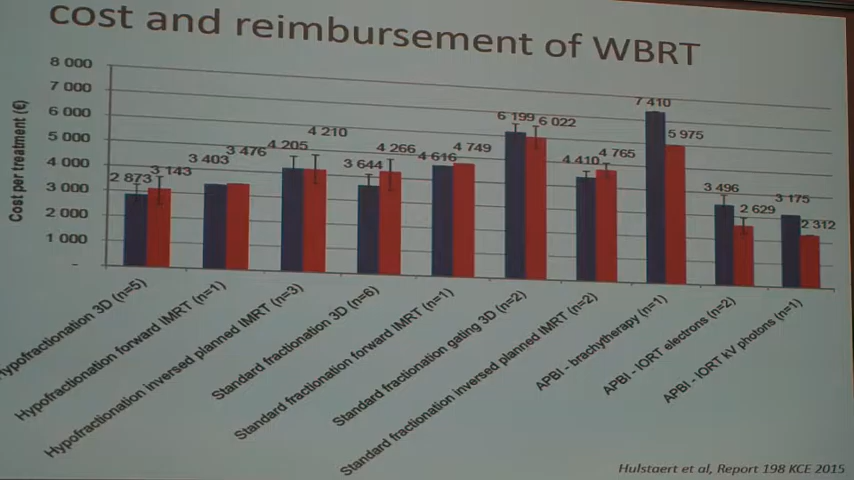 cost and reimbursement of WBRT
Cost per treatment (€)
8 000
7 000
6 000
5 000
4 000
3 000
2 000
1 000
-
2 873
3 143
3 403
3 476
4 205
4 210
3 644
4 266
4 616
4 749
6 199
6 022
4 410
4 765
7 410
5 975
3 496
2 629
3 175
2 312
Hypofractionation 3D (n=5)
Hypofractionation forward IMRT (n=1)
Hypofractionation inversed planned IMRT (n=3)
Standard fractionation 3D (n=6)
Standard fractionation forward IMRT (n=1)
Standard fractionation gating 3D (n=2)
Standard fractionation inversed planned IMRT (n=2)
APBI - brachytherapy (n=1)
APBI - IORT electrons (n=2)
APBI - IORT kV photons (n=1)
Hulstaert et al, Report 198 KCE 2015